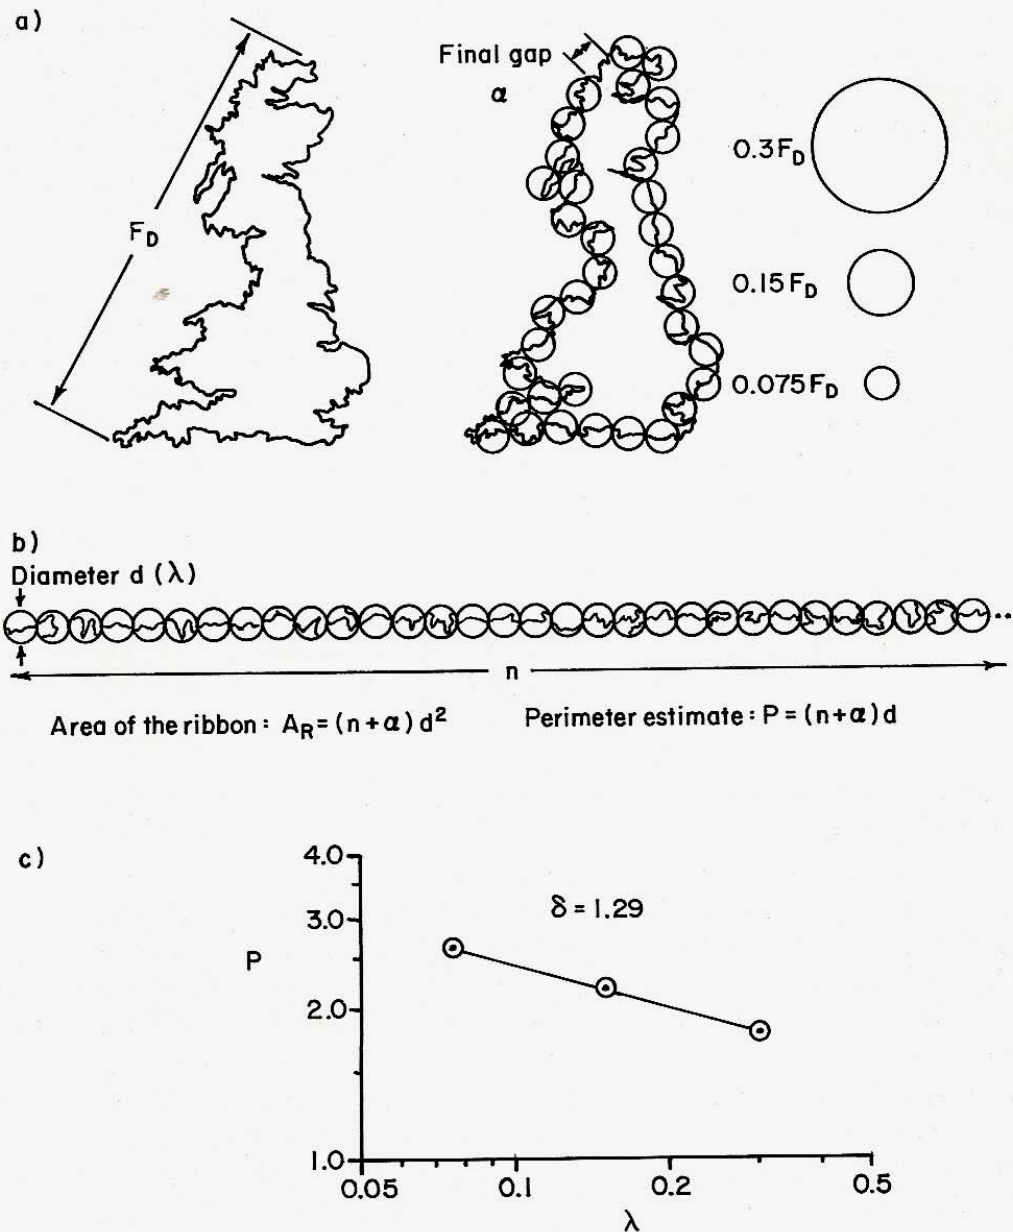 a)
F_D
Final gap
α
0.3F_D
0.15F_D
0.075F_D
b)
Diameter d (λ)
n
Area of the ribbon: A_R=(n+α)d²
Perimeter estimate: P=(n+α)d
c)
4.0
3.0
2.0
1.0
P
δ=1.29
0.05
0.1
0.2
0.5
λ